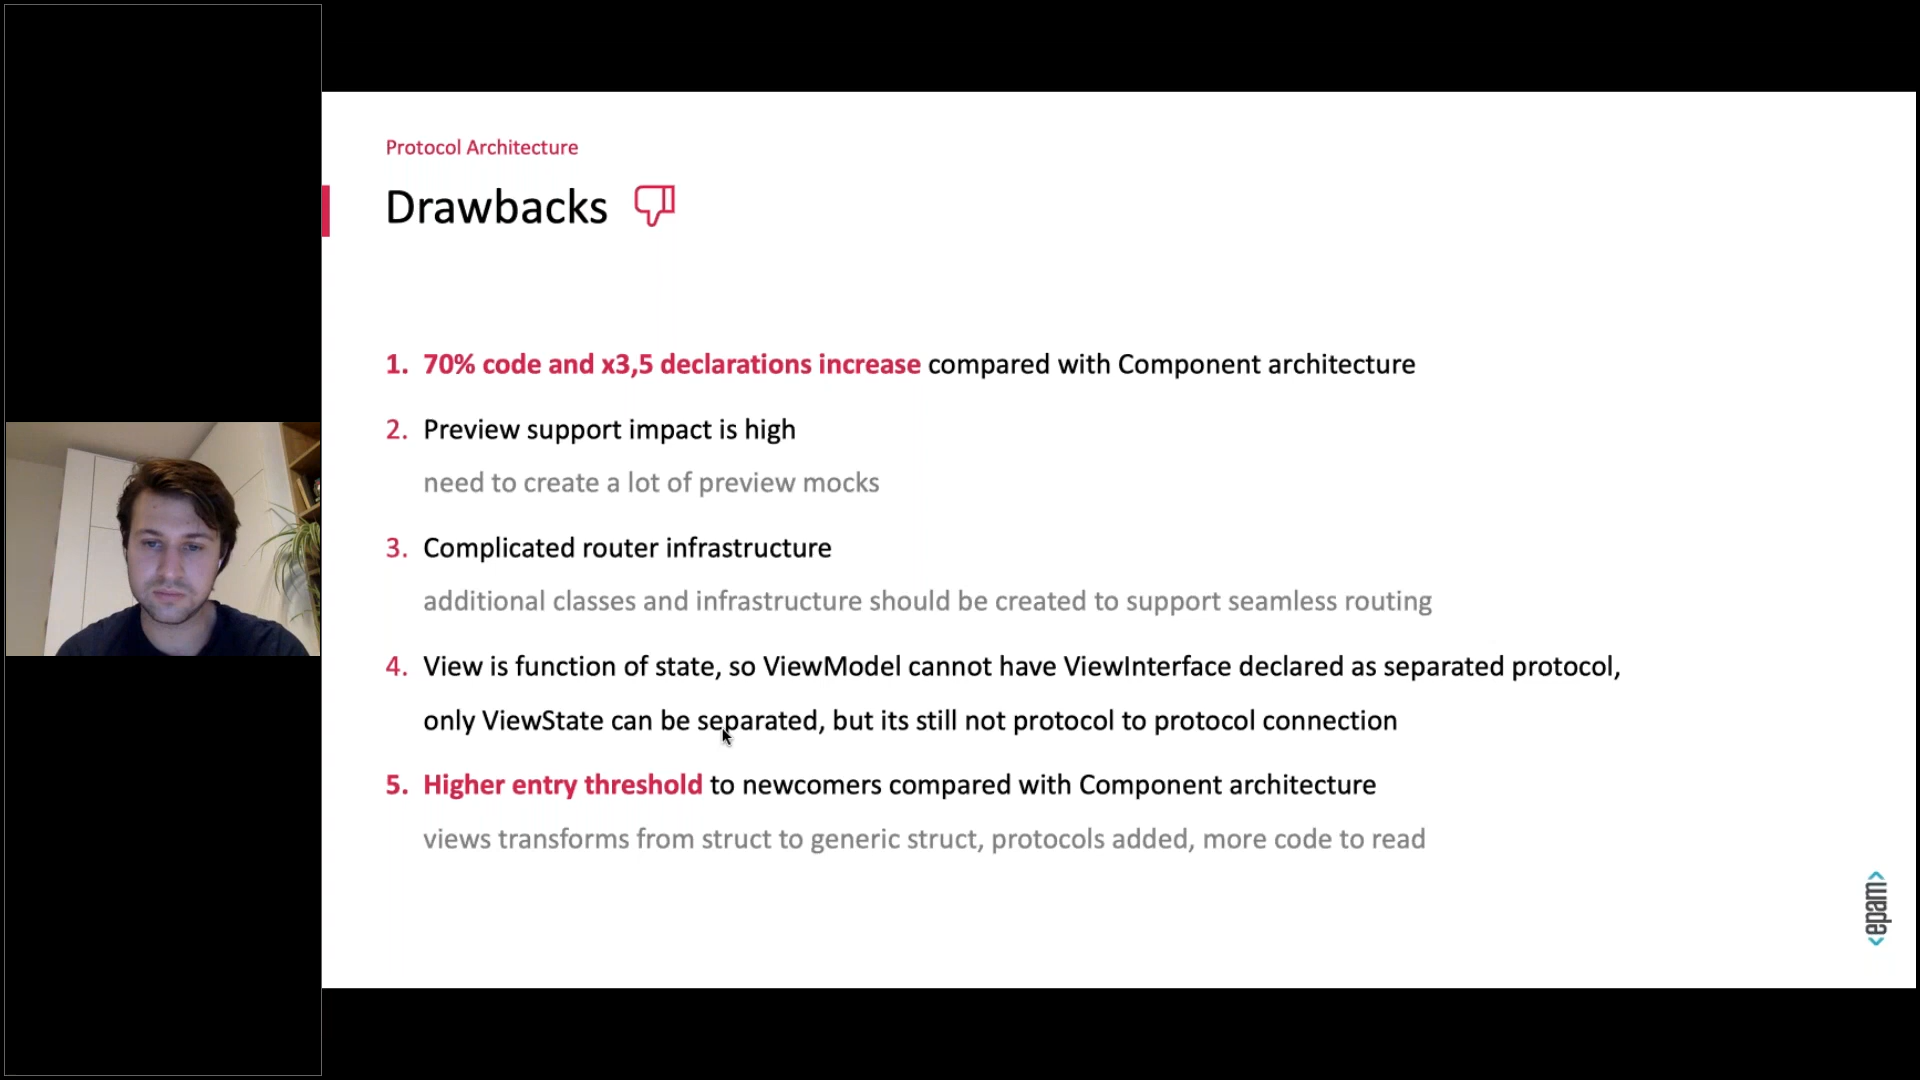 Protocol Architecture
Drawbacks
1. 70% code and x3,5 declarations increase compared with Component architecture
2. Preview support impact is high
need to create a lot of preview mocks
3. Complicated router infrastructure
additional classes and infrastructure should be created to support seamless routing
4. View is function of state, so ViewModel cannot have ViewInterface declared as separated protocol,
only ViewState can be separated, but its still not protocol to protocol connection
5. Higher entry threshold to newcomers compared with Component architecture
views transforms from struct to generic struct, protocols added, more code to read
<epam>